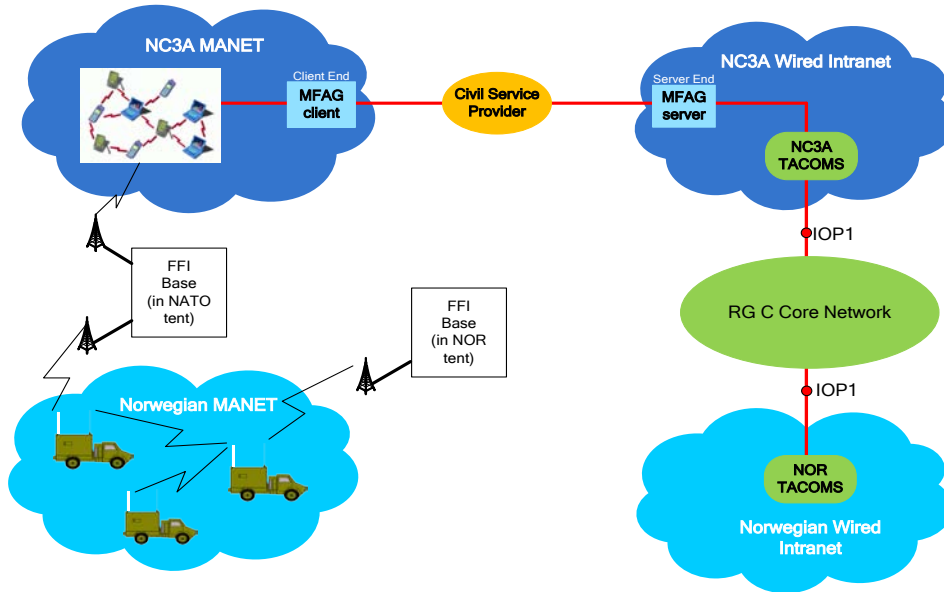 NC3A MANET
Client End
MFAG
client
Civil Service
Provider
Server End
MFAG
server
NC3A Wired Intranet
NC3A
TACOMS
IOP1
FFI
Base
(in NATO
tent)
FFI
Base
(in NOR
tent)
RG C Core Network
IOP1
Norwegian MANET
NOR
TACOMS
Norwegian Wired
Intranet